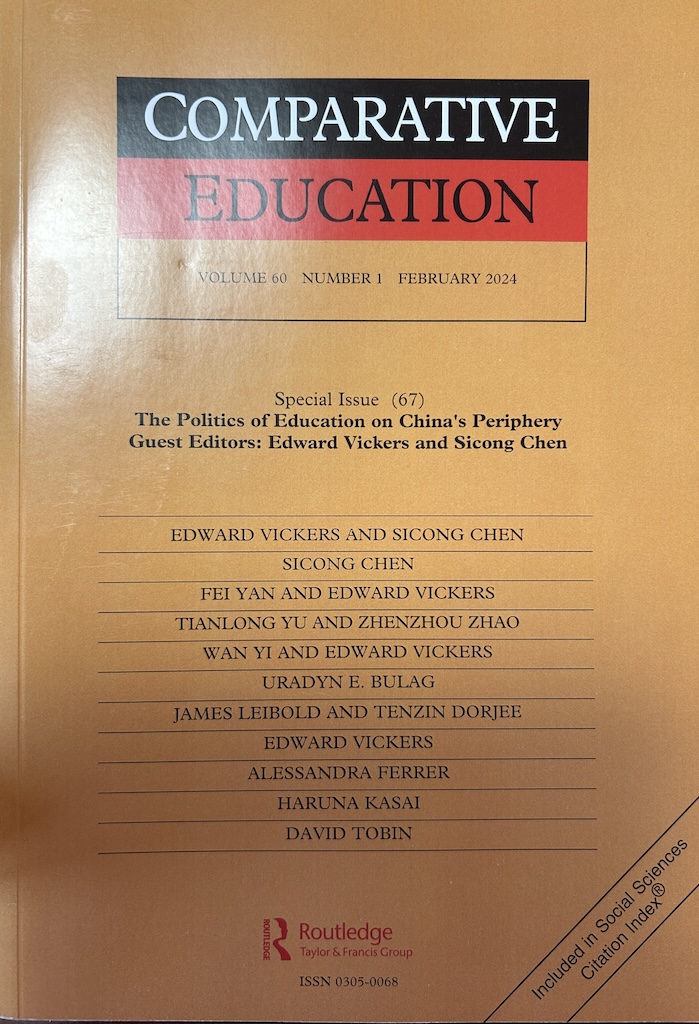 COMPARATIVE
EDUCATION
VOLUME 60 NUMBER 1 FEBRUARY 2024
Special Issue (67)
The Politics of Education on China's Periphery
Guest Editors: Edward Vickers and Sicong Chen
EDWARD VICKERS AND SICONG CHEN
SICONG CHEN
FEI YAN AND EDWARD VICKERS
TIANLONG YU AND ZHENZHOU ZHAO
WAN YI AND EDWARD VICKERS
URADYN E. BULAG
JAMES LEIBOLD AND TENZIN DORJEE
EDWARD VICKERS
ALESSANDRA FERRER
HARUNA KASAI
DAVID TOBIN
Included in Social Sciences
Citation Index®
ROUTLEDGE
Routledge
Taylor & Francis Group
ISSN 0305-0068